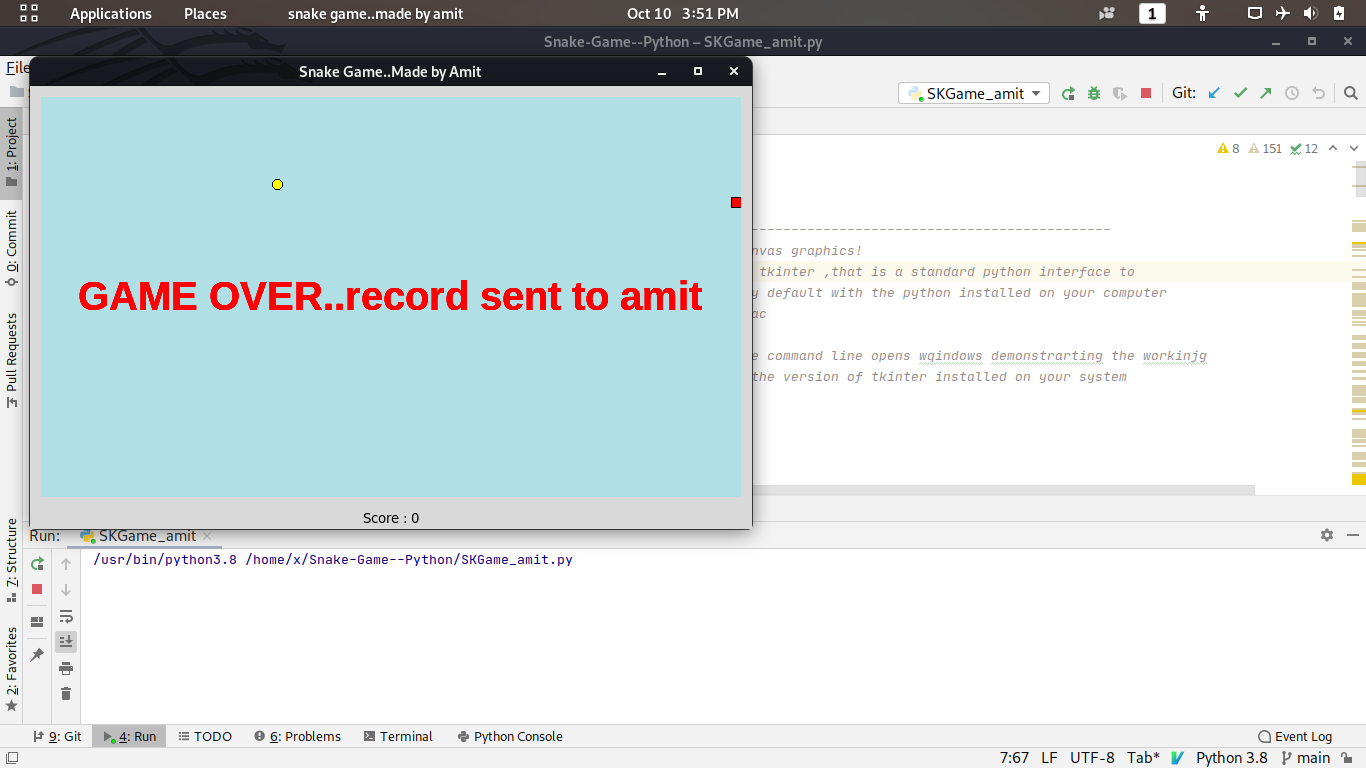 Applications Places snake game..made by amit Oct 10 3:51 PM 1
Snake-Game--Python – SKGame_amit.py
File
Snake Game..Made by Amit
SKGame_amit Git:
1: Project
0: Commit
Pull Requests
7: Structure
2: Favorites
8 151 12
GAME OVER..record sent to amit
Score : 0
----------------------------------------------
nvas graphics!
tkinter ,that is a standard python interface to
y default with the python installed on your computer
ac
e command line opens wqindows demonstrarting the workinjg
the version of tkinter installed on your system
Run: SKGame_amit
/usr/bin/python3.8 /home/x/Snake-Game--Python/SKGame_amit.py
9: Git 4: Run TODO 6: Problems Terminal Python Console Event Log
7:67 LF UTF-8 Tab* Python 3.8 main